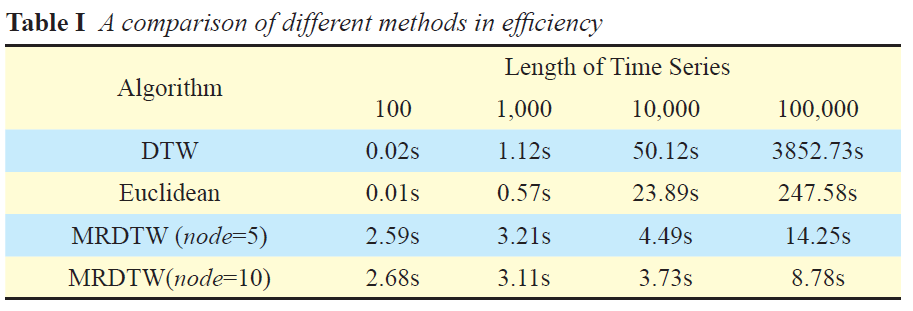 Table I A comparison of different methods in efficiency
Algorithm Length of Time Series
100 1,000 10,000 100,000
DTW 0.02s 1.12s 50.12s 3852.73s
Euclidean 0.01s 0.57s 23.89s 247.58s
MRDTW (node=5) 2.59s 3.21s 4.49s 14.25s
MRDTW(node=10) 2.68s 3.11s 3.73s 8.78s